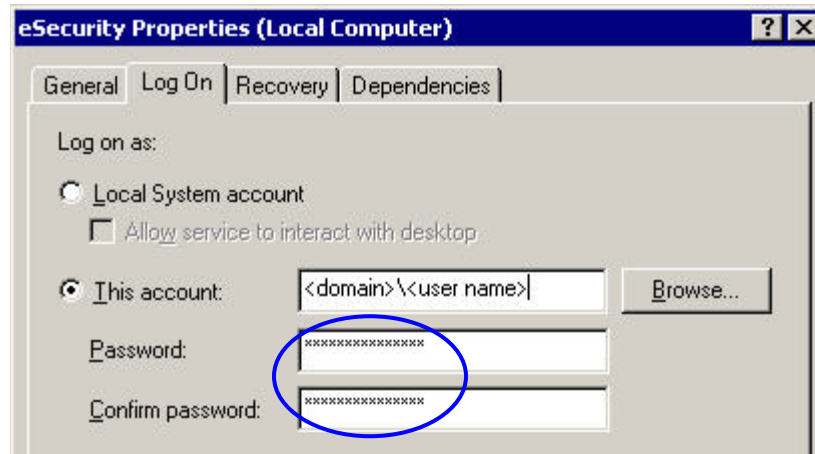 eSecurity Properties (Local Computer) ? X
General Log On Recovery Dependencies
Log on as:
Local System account
Allow service to interact with desktop
This account: <domain>\<user name> Browse...
Password: ***************
Confirm password: ***************